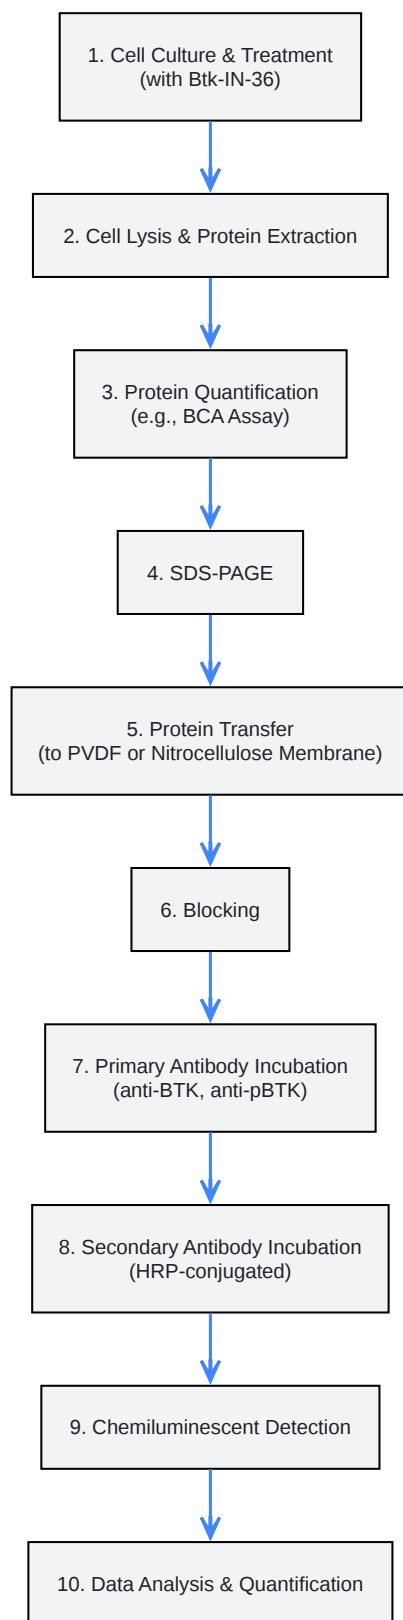 1. Cell Culture & Treatment
(with Btk-IN-36)
2. Cell Lysis & Protein Extraction
3. Protein Quantification
(e.g., BCA Assay)
4. SDS-PAGE
5. Protein Transfer
(to PVDF or Nitrocellulose Membrane)
6. Blocking
7. Primary Antibody Incubation
(anti-BTK, anti-pBTK)
8. Secondary Antibody Incubation
(HRP-conjugated)
9. Chemiluminescent Detection
10. Data Analysis & Quantification